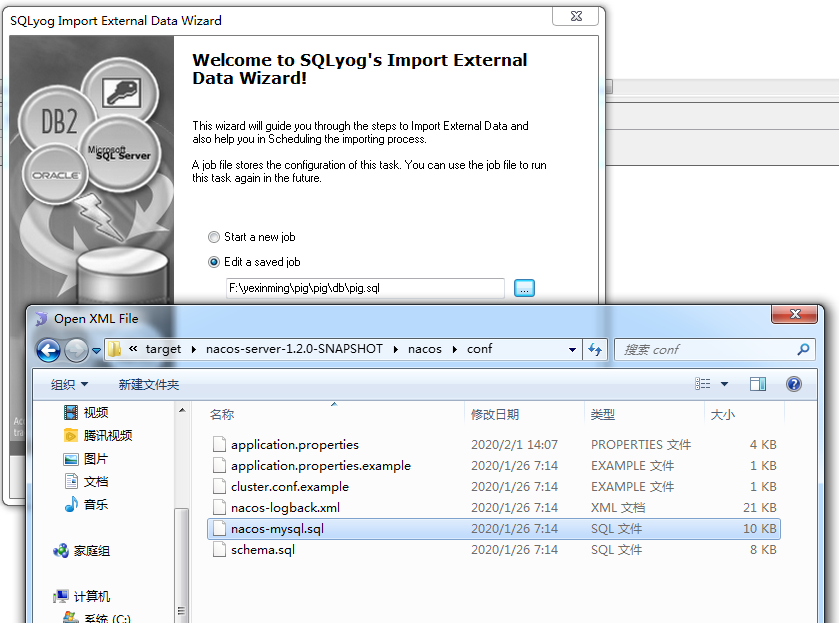 SQLyog Import External Data Wizard
DB2
Microsoft
SQL Server
ORACLE
Welcome to SQLyog's Import External
Data Wizard!
This wizard will guide you through the steps to Import External Data and
also help you in Scheduling the importing process.
A job file stores the configuration of this task. You can use the job file to run
this task again in the future.
Start a new job
Edit a saved job
F:\yexinming\pig\pig\db\pig.sql
...
Open XML File
« target nacos-server-1.2.0-SNAPSHOT nacos conf
搜索 conf
组织 新建文件夹
视频
腾讯视频
图片
文档
音乐
家庭组
计算机
系统 (C:)
名称 修改日期 类型 大小
application.properties 2020/2/1 14:07 PROPERTIES 文件 4 KB
application.properties.example 2020/1/26 7:14 EXAMPLE 文件 1 KB
cluster.conf.example 2020/1/26 7:14 EXAMPLE 文件 1 KB
nacos-logback.xml 2020/1/26 7:14 XML 文档 21 KB
nacos-mysql.sql 2020/1/26 7:14 SQL 文件 10 KB
schema.sql 2020/1/26 7:14 SQL 文件 8 KB